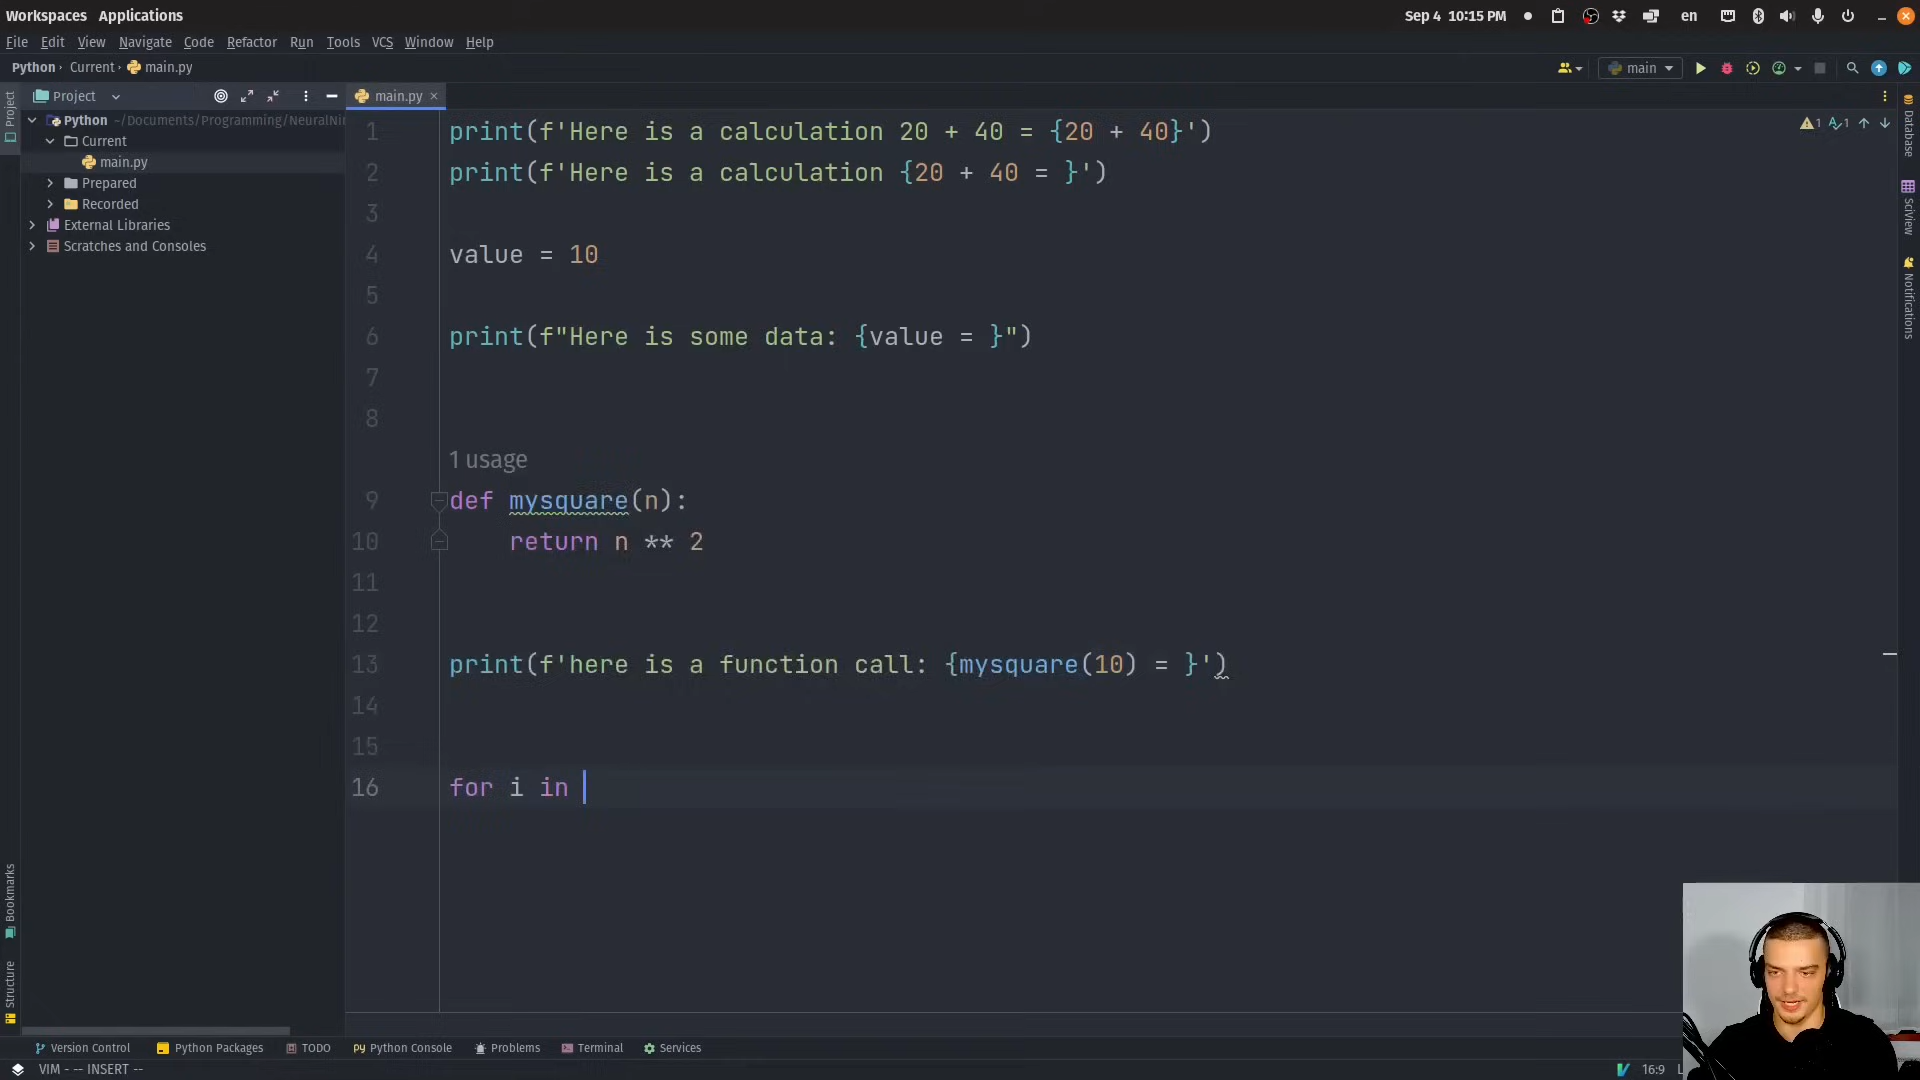 Workspaces Applications
Sep 4 10:15 PM
en
File Edit View Navigate Code Refactor Run Tools VCS Window Help
Python Current main.py
main
Project
Project
main.py
Python ~/Documents/Programming/NeuralNin
Current
main.py
Prepared
Recorded
External Libraries
Scratches and Consoles
1 print(f'Here is a calculation 20 + 40 = {20 + 40}')
2 print(f'Here is a calculation {20 + 40 = }')
3
4 value = 10
5
6 print(f"Here is some data: {value = }")
7
8
1 usage
9 def mysquare(n):
10 return n ** 2
11
12
13 print(f'here is a function call: {mysquare(10) = }')
14
15
16 for i in
1 1
Database
SciView
Notifications
Bookmarks
Structure
Version Control Python Packages TODO Python Console Problems Terminal Services
VIM - -- INSERT --
16:9